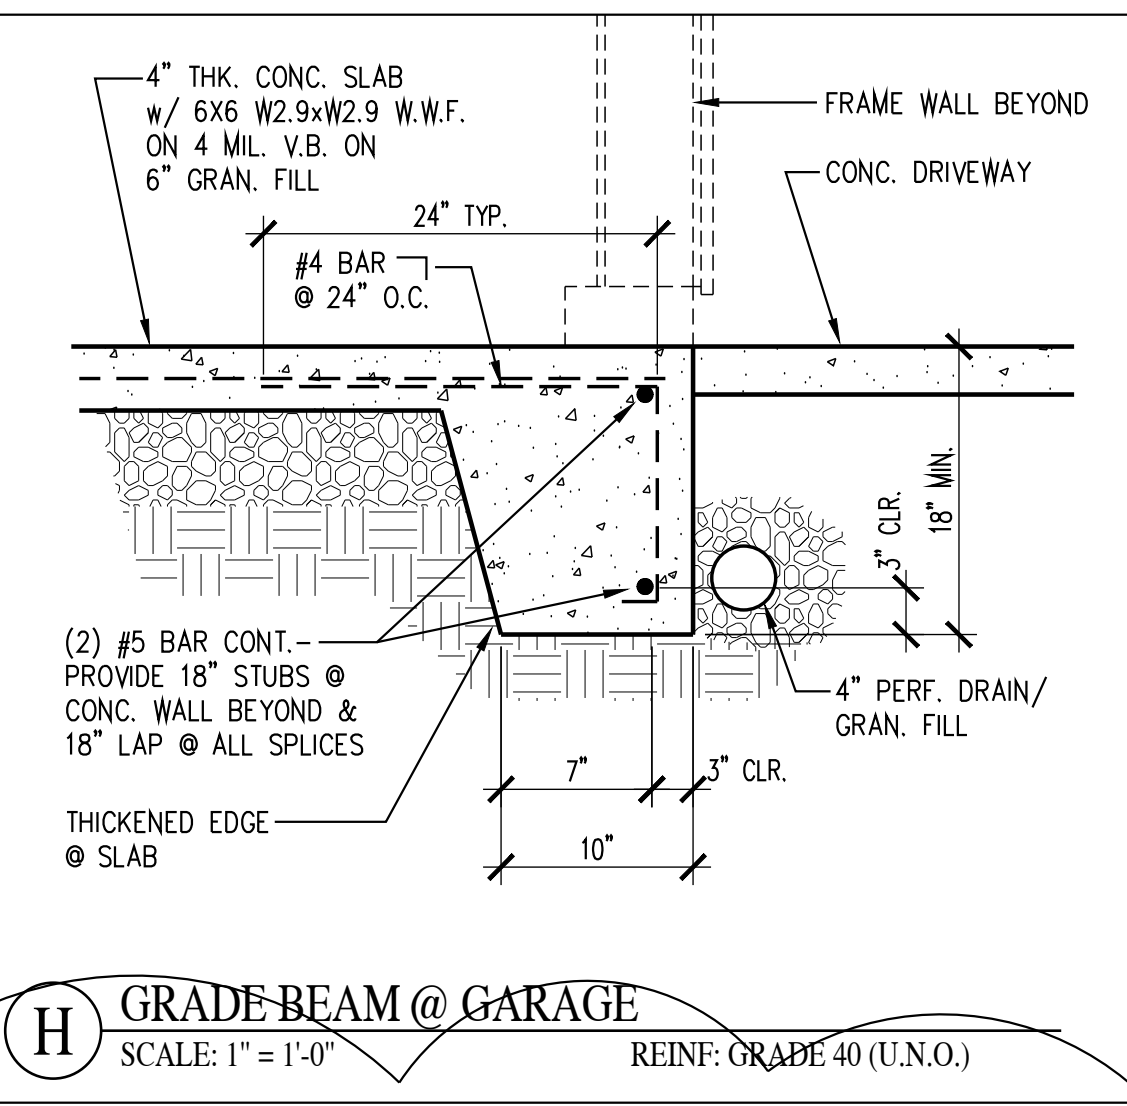 4" THK. CONC. SLAB
w/ 6X6 W2.9xW2.9 W.W.F.
ON 4 MIL. V.B. ON
6" GRAN. FILL
FRAME WALL BEYOND
CONC. DRIVEWAY
24" TYP.
#4 BAR
@ 24" O.C.
18" MIN.
3" CLR.
(2) #5 BAR CONT.
PROVIDE 18" STUBS @
CONC. WALL BEYOND &
18" LAP @ ALL SPLICES
4" PERF. DRAIN/
GRAN. FILL
7"
3" CLR.
THICKENED EDGE
@ SLAB
10"
H
GRADE BEAM @ GARAGE
SCALE: 1" = 1'-0"
REINF: GRADE 40 (U.N.O.)